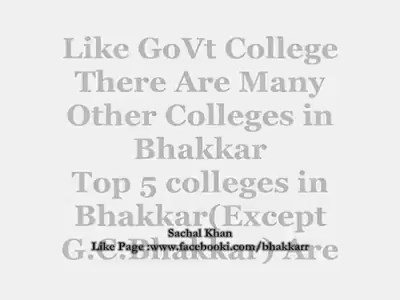 Like GoVt College
There Are Many
Other Colleges in
Bhakkar
Top 5 colleges in
Bhakkar(Except
G.C.Bhakkar) Are
Sachal Khan
Like Page :www.facebooki.com/bhakkarr